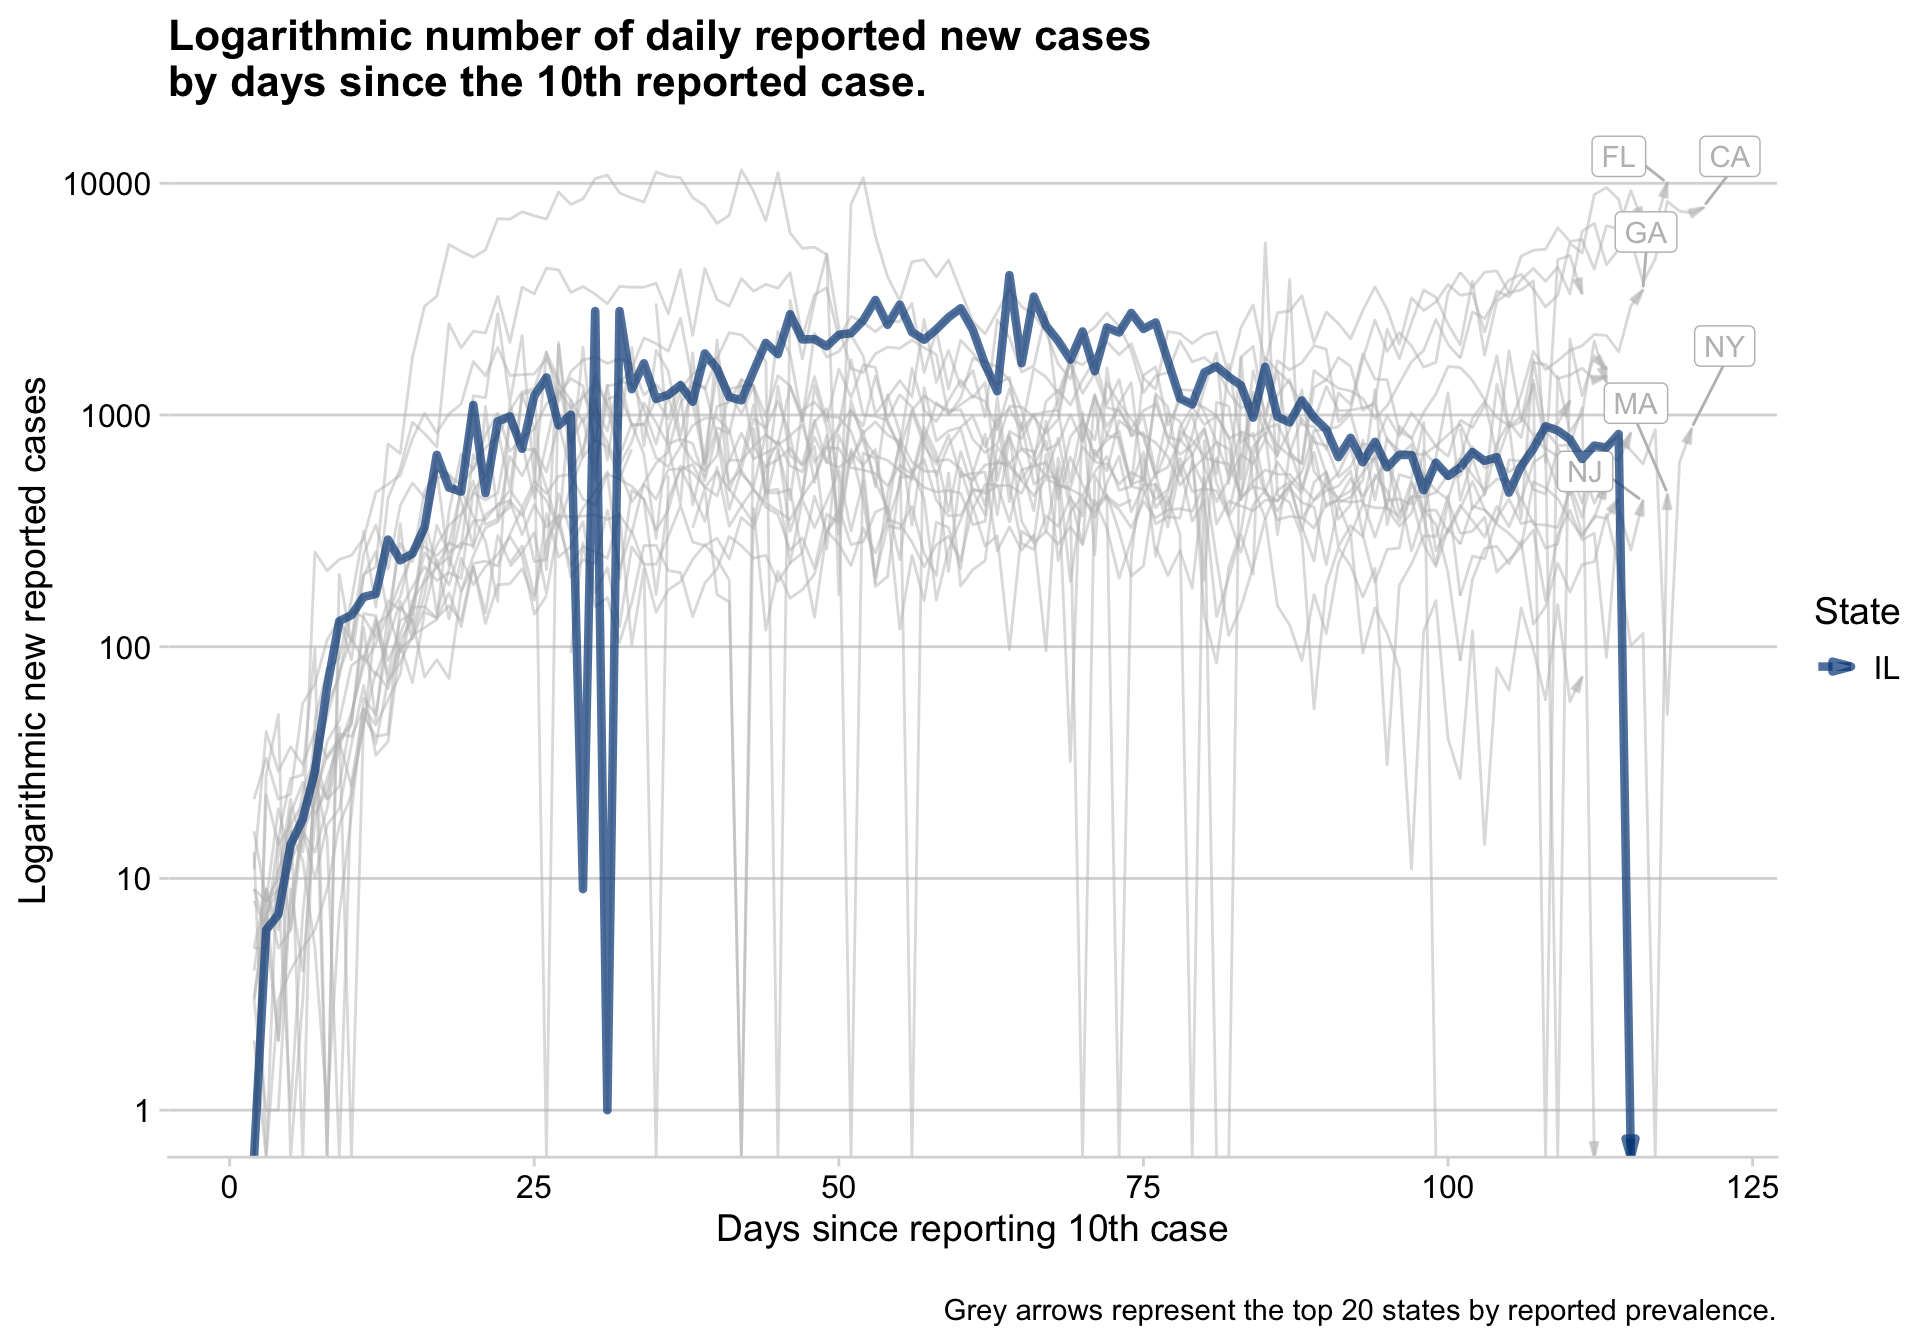 Logarithmic number of daily reported new cases
by days since the 10th reported case.
FL
CA
10000
GA
NY
MA
1000
NJ
Logarithmic new reported cases
100
State
IL
10
1
0
25
50
75
100
125
Days since reporting 10th case
Grey arrows represent the top 20 states by reported prevalence.